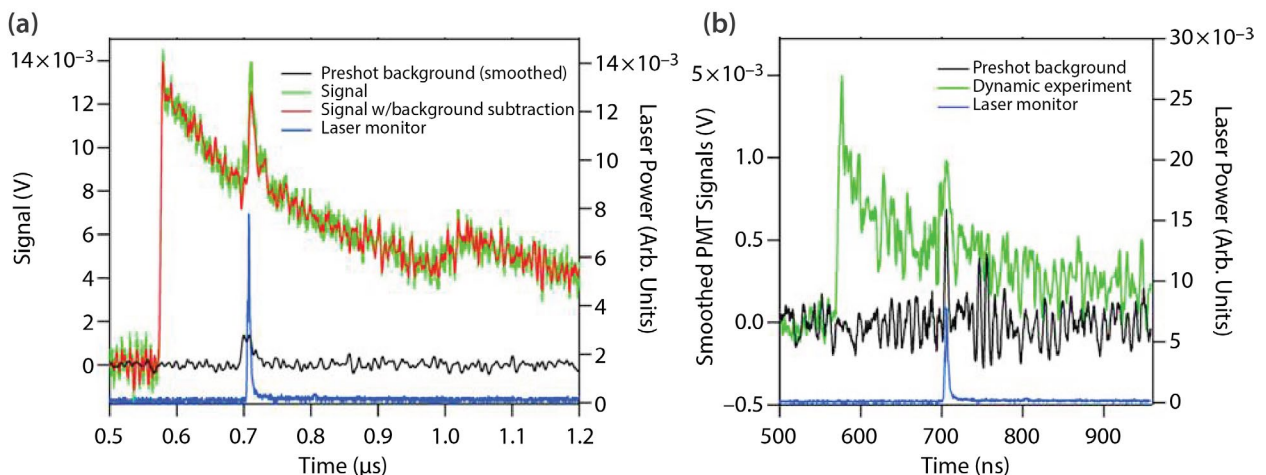 (a)
14×10⁻³
12
10
8
6
4
2
0
Signal (V)
Preshot background (smoothed)
Signal
Signal w/background subtraction
Laser monitor
14×10⁻³
12
10
8
6
4
2
0
Laser Power (Arb. Units)
0.5 0.6 0.7 0.8 0.9 1.0 1.1 1.2
Time (μs)
(b)
5×10⁻³
1.0
0.5
0.0
−0.5
Smoothed PMT Signals (V)
Preshot background
Dynamic experiment
Laser monitor
30×10⁻³
25
20
15
10
5
0
Laser Power (Arb. Units)
500 600 700 800 900
Time (ns)